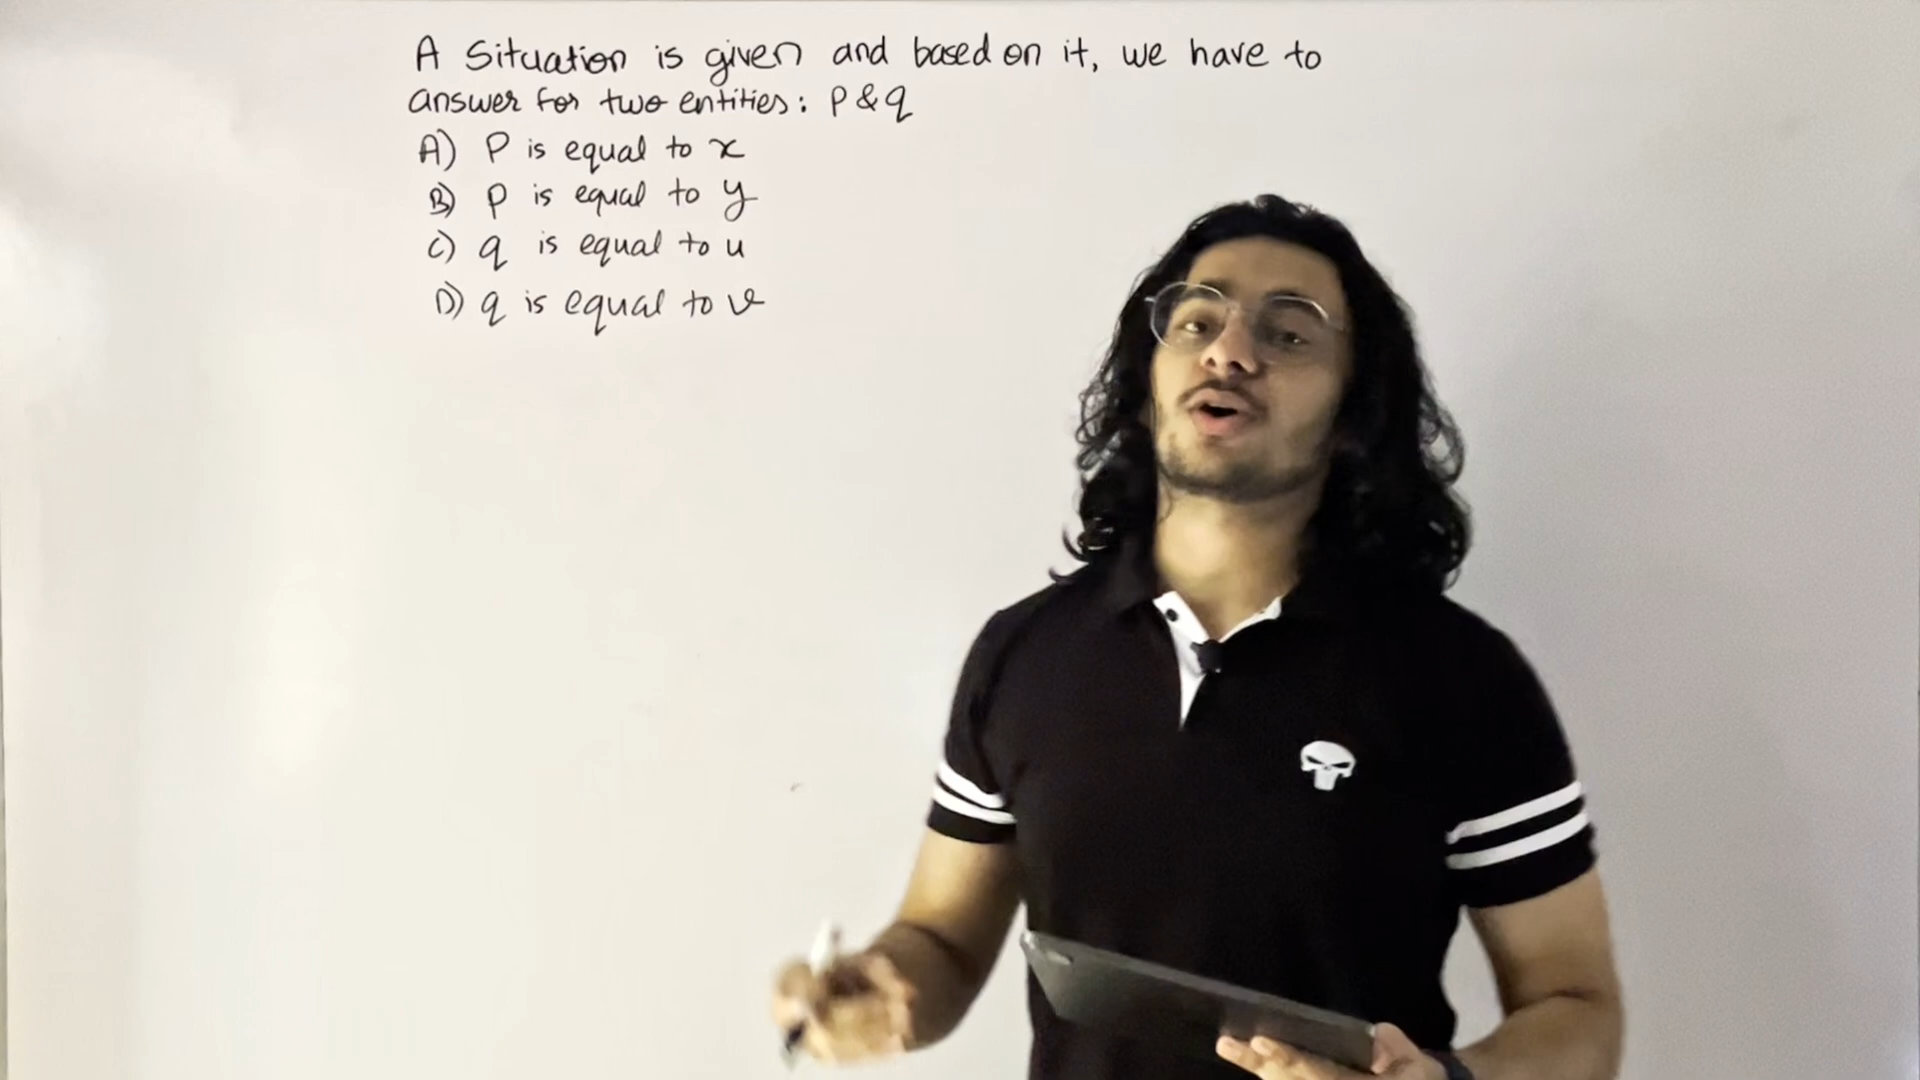 A Situation is given and based on it, we have to
answer for two entities: P & q
A) P is equal to x
B) P is equal to y
C) q is equal to u
D) q is equal to v